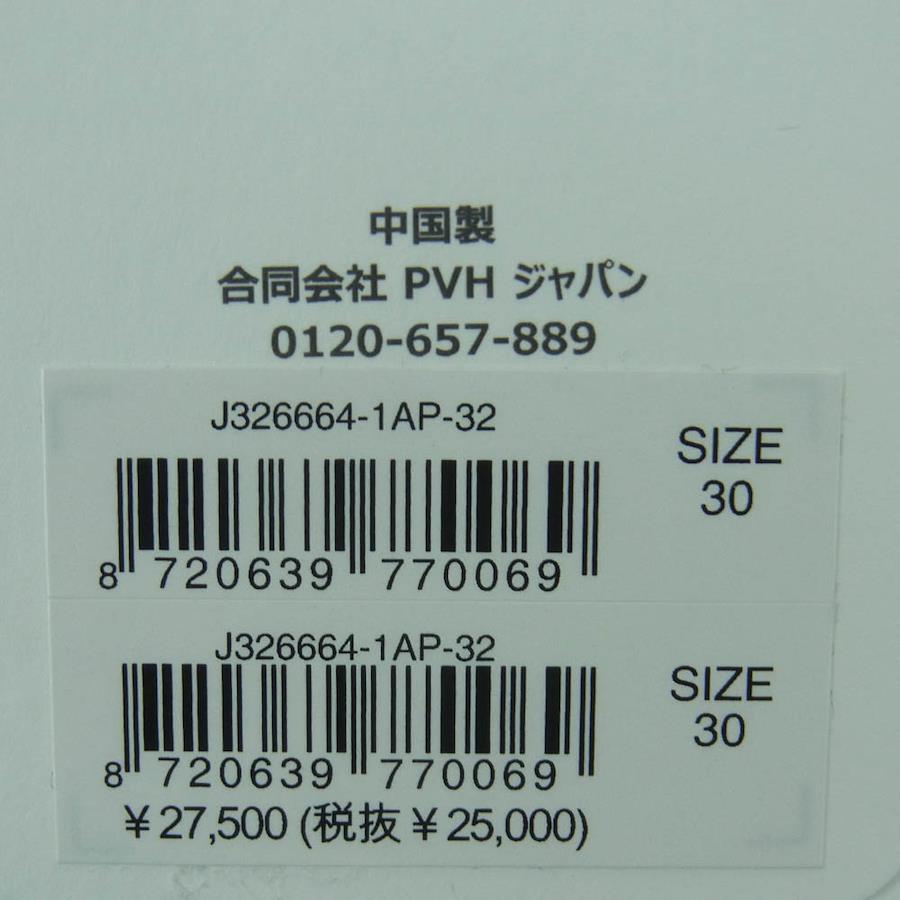 中国製
合同会社 PVH ジャパン
0120-657-889
J326664-1AP-32
SIZE
30
8 720639 770069
J326664-1AP-32
SIZE
30
8 720639 770069
¥27,500 (税抜¥25,000)